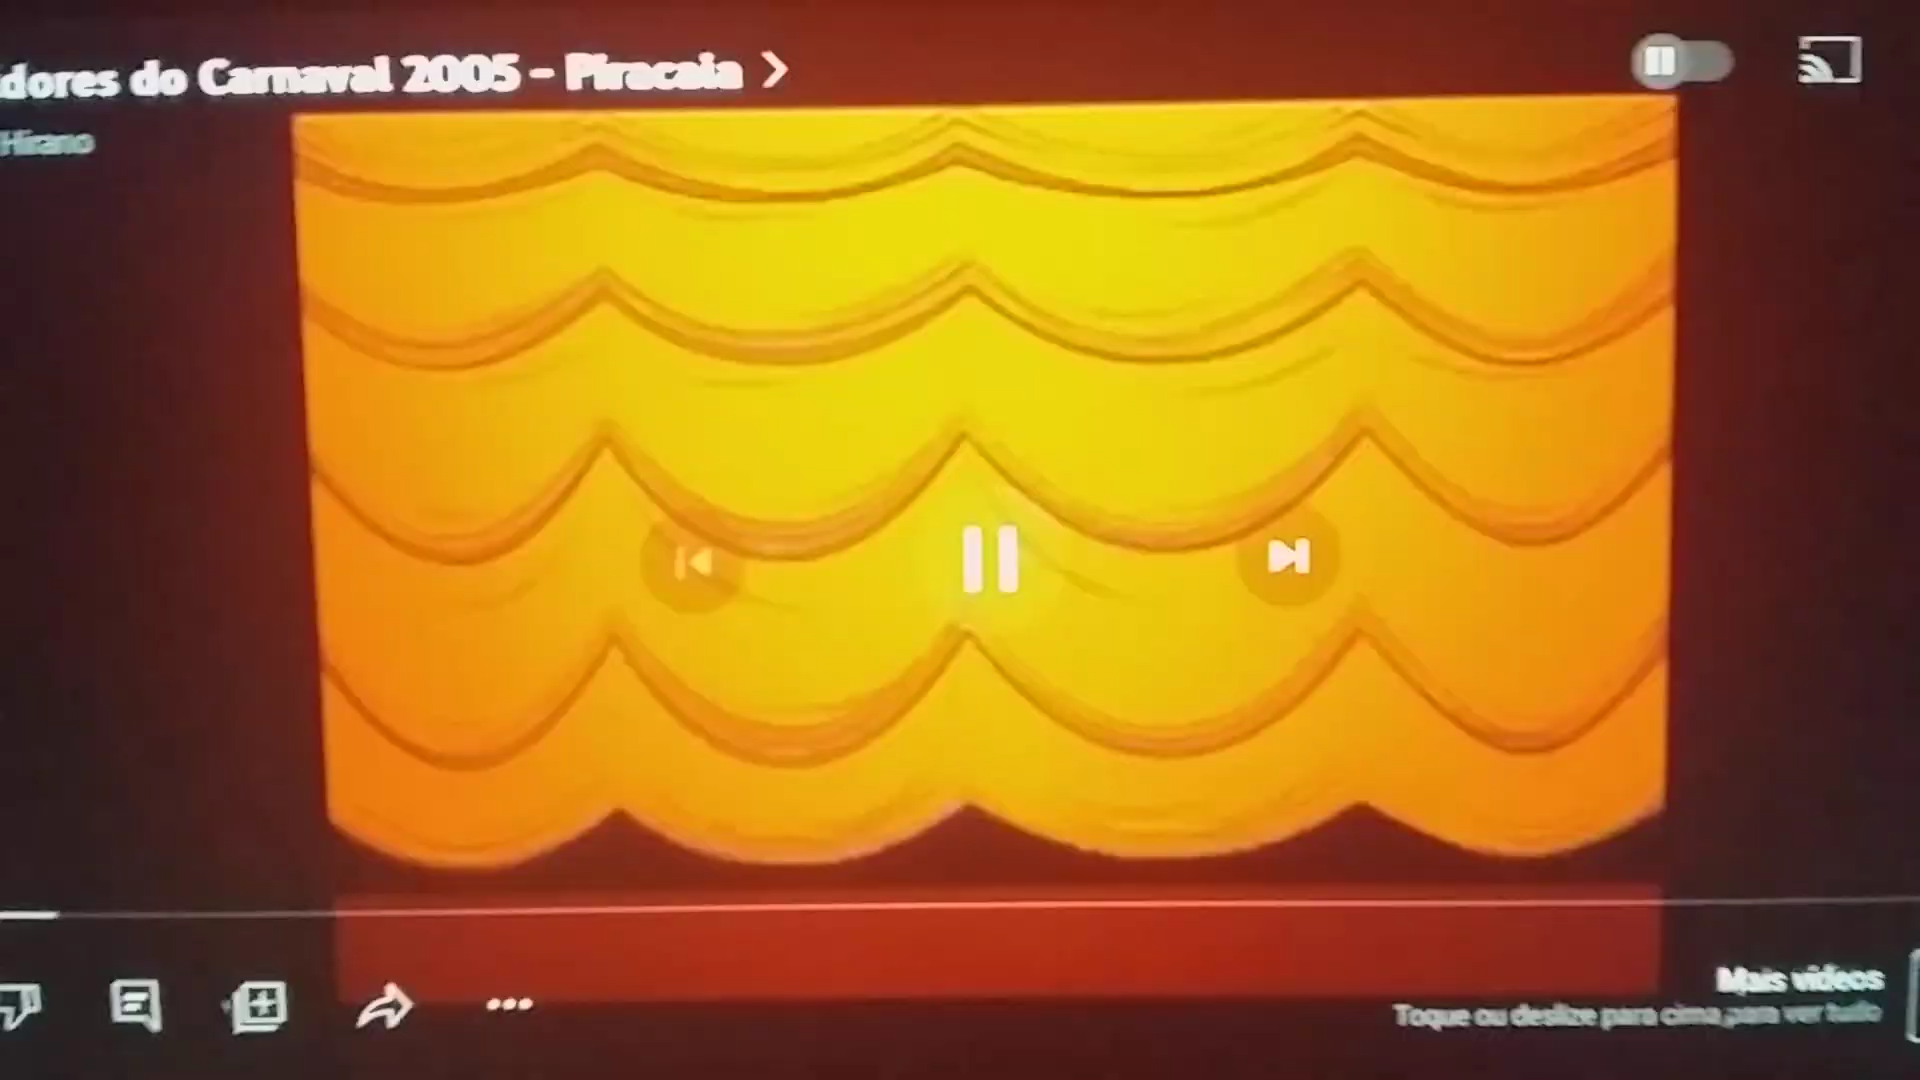 dores do Carnaval 2005 - Piracaia
Hirano
Mais vídeos
Toque ou deslize para cima para ver tudo